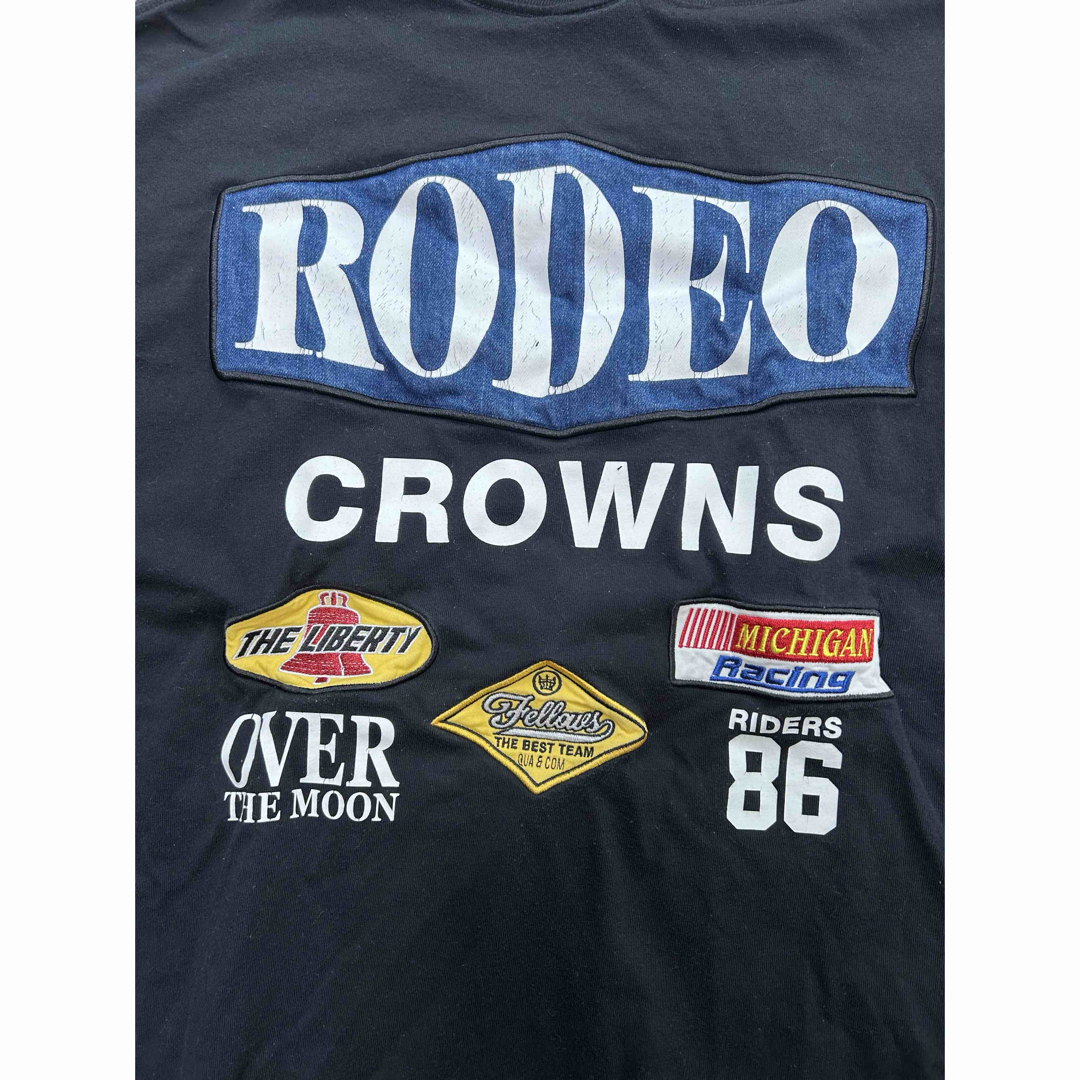 RODEO
CROWNS
THE LIBERTY
OVER
THE MOON
Fellows
THE BEST TEAM
QUA & COM
MICHIGAN
Racing
RIDERS
86